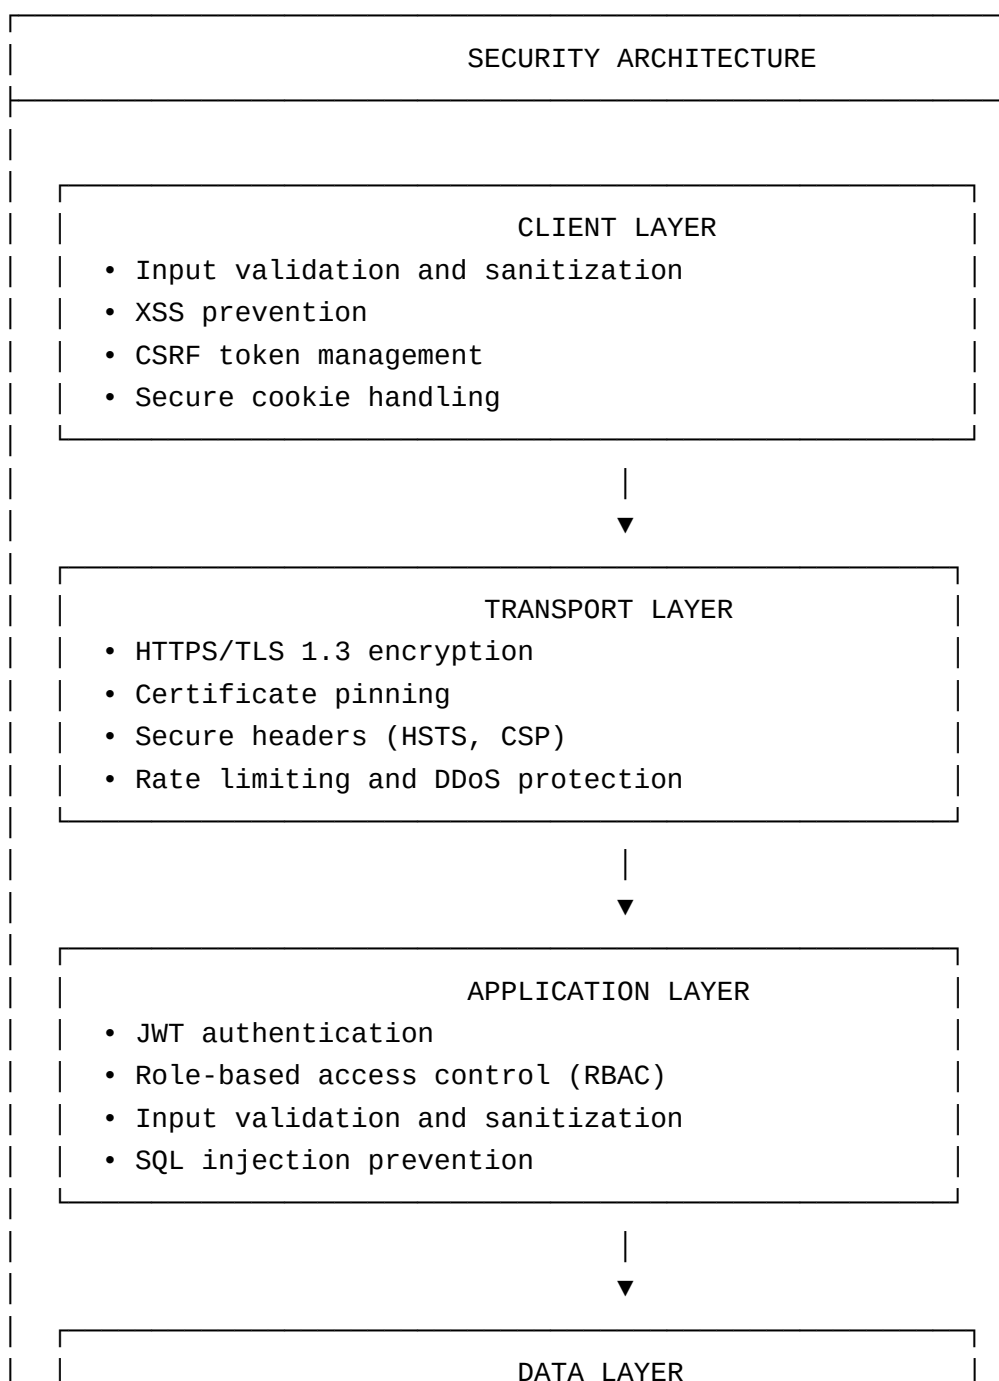 SECURITY ARCHITECTURE
CLIENT LAYER
• Input validation and sanitization
• XSS prevention
• CSRF token management
• Secure cookie handling
TRANSPORT LAYER
• HTTPS/TLS 1.3 encryption
• Certificate pinning
• Secure headers (HSTS, CSP)
• Rate limiting and DDoS protection
APPLICATION LAYER
• JWT authentication
• Role-based access control (RBAC)
• Input validation and sanitization
• SQL injection prevention
DATA LAYER